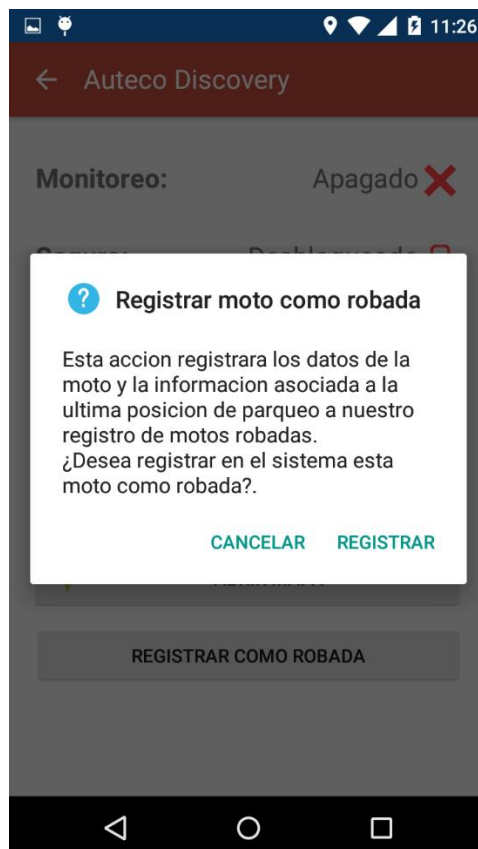 11:26
Auteco Discovery
Monitoreo: Apagado
Registrar moto como robada
Esta accion registrara los datos de la
moto y la informacion asociada a la
ultima posicion de parqueo a nuestro
registro de motos robadas.
¿Desea registrar en el sistema esta
moto como robada?.
CANCELAR REGISTRAR
REGISTRAR COMO ROBADA